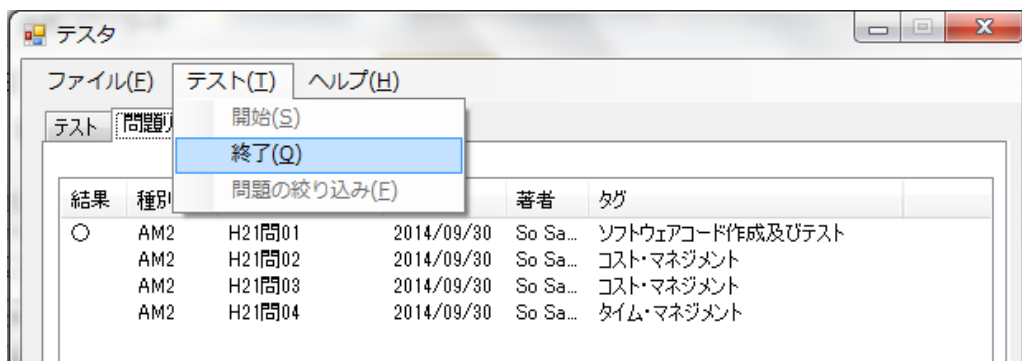 テスタ
ファイル(F) テスト(T) ヘルプ(H)
開始(S)
テスト 問題
終了(Q)
問題の絞り込み(F)
結果 種別 著者 タグ
○ AM2 H21問01 2014/09/30 So Sa... ソフトウェアコード作成及びテスト
AM2 H21問02 2014/09/30 So Sa... コスト・マネジメント
AM2 H21問03 2014/09/30 So Sa... コスト・マネジメント
AM2 H21問04 2014/09/30 So Sa... タイム・マネジメント